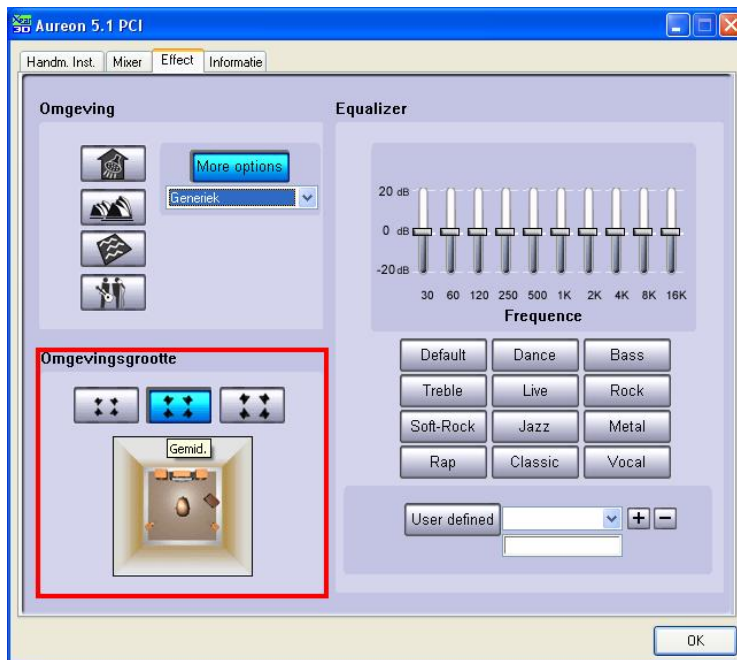 Aureon 5.1 PCI
Handm. Inst. Mixer Effect Informatie
Omgeving
More options
Generiek
Omgevingsgrootte
Gemid.
Equalizer
20 dB
0 dB
-20 dB
30 60 120 250 500 1K 2K 4K 8K 16K
Frequence
Default Dance Bass
Treble Live Rock
Soft-Rock Jazz Metal
Rap Classic Vocal
User defined
OK